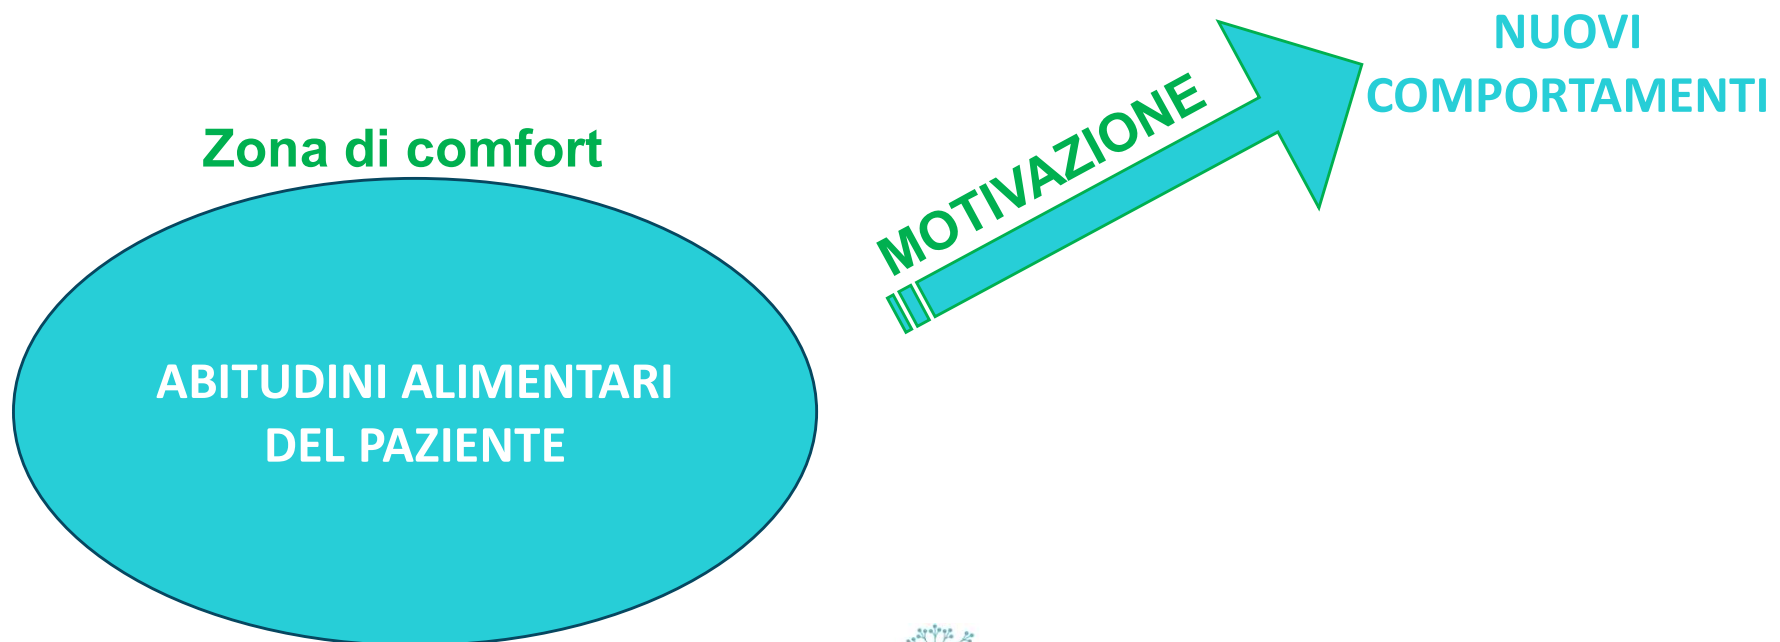 NUOVI
COMPORTAMENTI
MOTIVAZIONE
Zona di comfort
ABITUDINI ALIMENTARI
DEL PAZIENTE